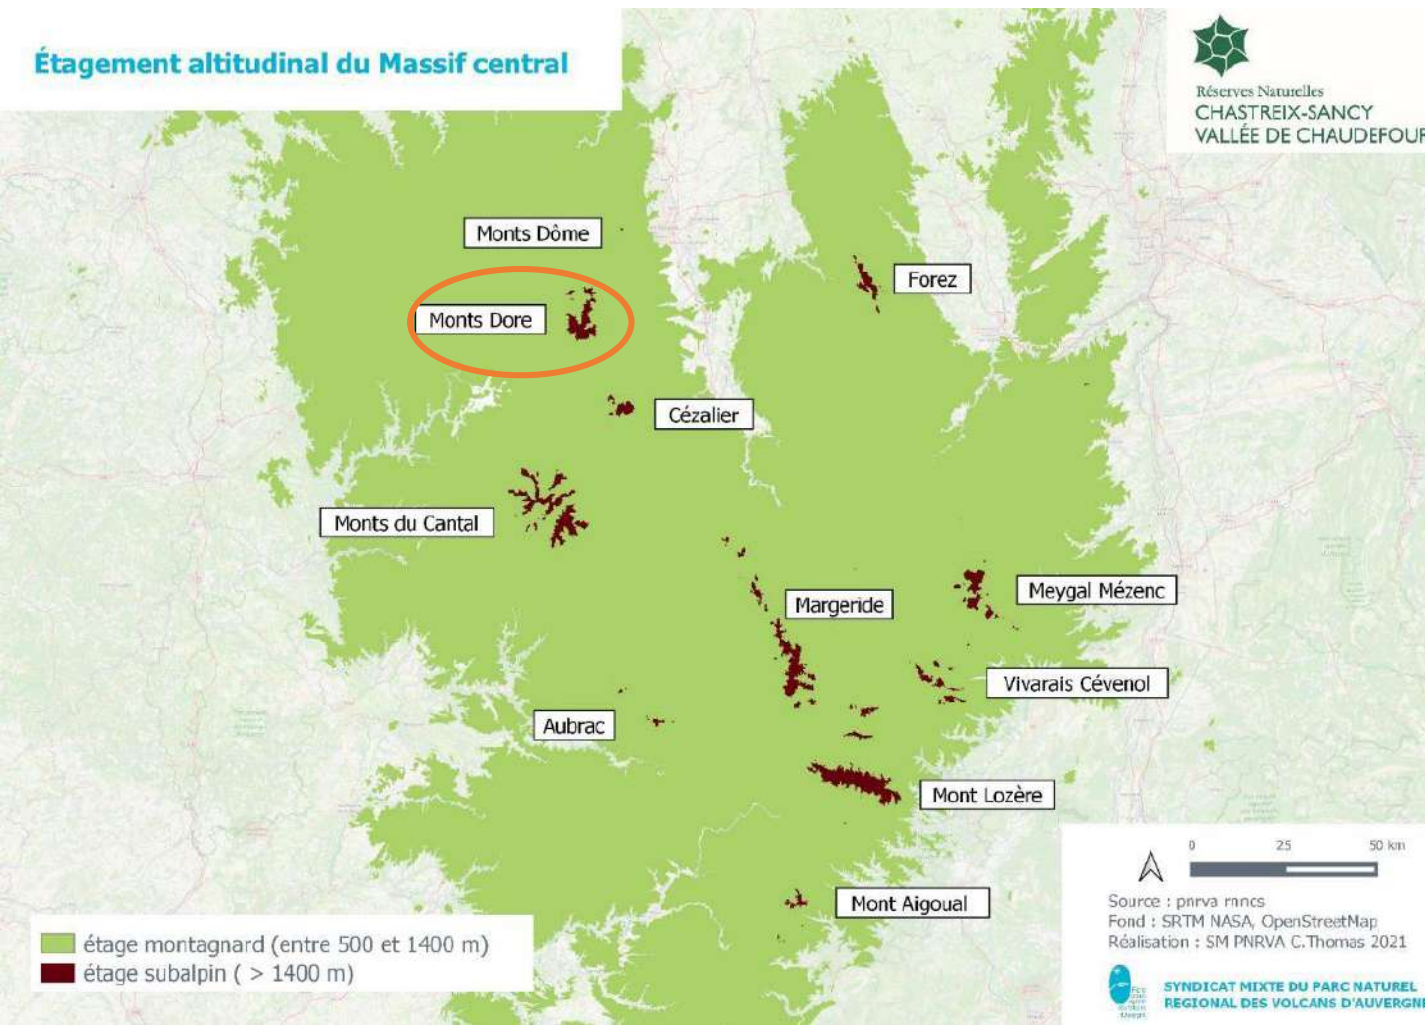 Étagement altitudinal du Massif central
Réserves Naturelles
CHASTREIX-SANCY
VALLÉE DE CHAUDEFOUR
Monts Dôme
Forez
Monts Dore
Cézalier
Monts du Cantal
Meygal Mézenc
Margeride
Vivarais Cévenol
Aubrac
Mont Lozère
Mont Aigoual
0 25 50 km
Source : pnrva rnncs
Fond : SRTM NASA, OpenStreetMap
Réalisation : SM PNRVA C.Thomas 2021
étage montagnard (entre 500 et 1400 m)
étage subalpin ( > 1400 m)
SYNDICAT MIXTE DU PARC NATUREL
REGIONAL DES VOLCANS D'AUVERGNE